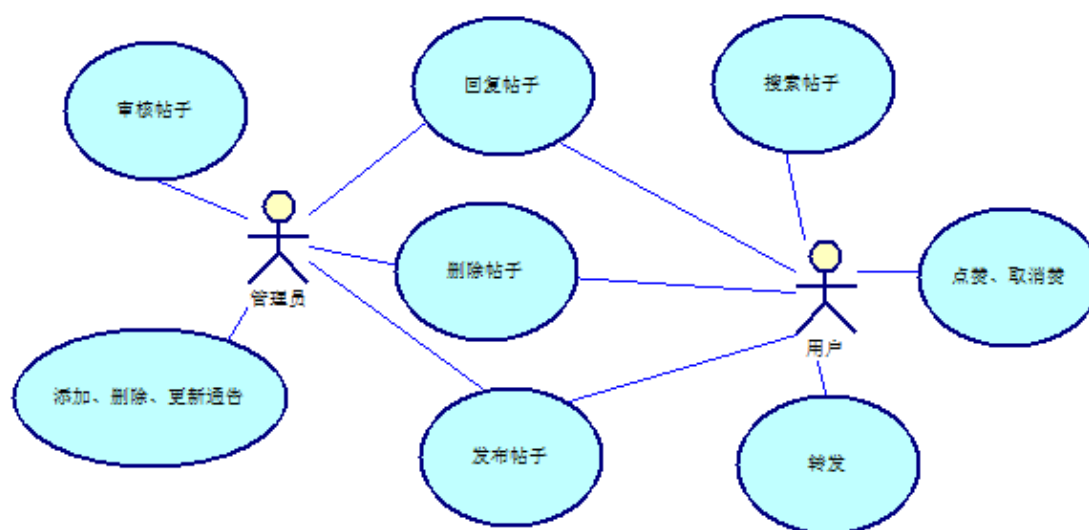 审核帖子
回复帖子
搜索帖子
删除帖子
点赞、取消赞
管理员
用户
添加、删除、更新通告
发布帖子
转发